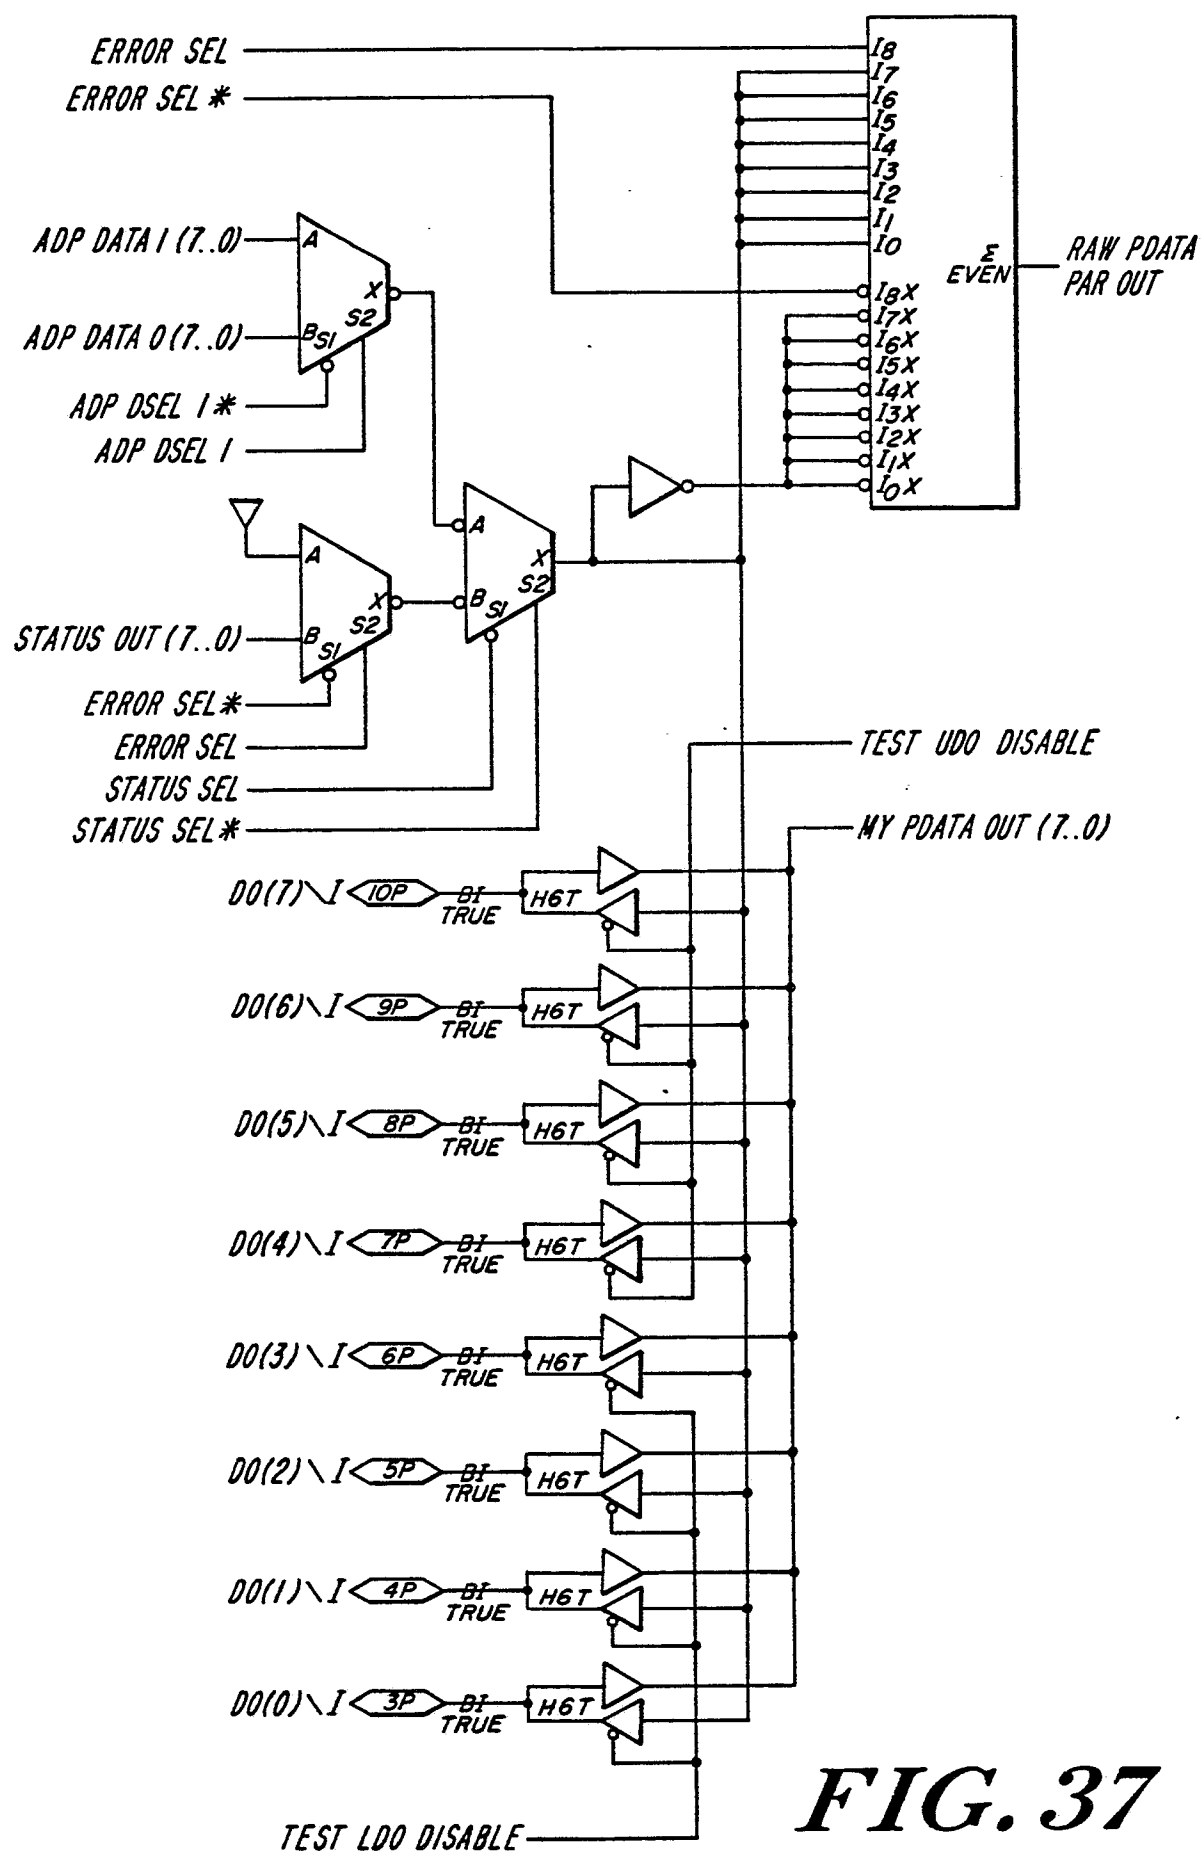 ERROR SEL
ERROR SEL *
I8
I7
I6
I5
I4
I3
I2
I1
I0
Σ
EVEN
RAW PDATA
PAR OUT
I8X
I7X
I6X
I5X
I4X
I3X
I2X
I1X
I0X
ADP DATA 1 (7..0)
A
X
S2
ADP DATA 0 (7..0)
B
S1
ADP DSEL 1 *
ADP DSEL 1
A
X
S2
STATUS OUT (7..0)
B
S1
ERROR SEL *
ERROR SEL
A
X
S2
B
S1
STATUS SEL
STATUS SEL *
TEST UDO DISABLE
MY PDATA OUT (7..0)
DO(7)\I 10P BI TRUE H6T
DO(6)\I 9P BI TRUE H6T
DO(5)\I 8P BI TRUE H6T
DO(4)\I 7P BI TRUE H6T
DO(3)\I 6P BI TRUE H6T
DO(2)\I 5P BI TRUE H6T
DO(1)\I 4P BI TRUE H6T
DO(0)\I 3P BI TRUE H6T
TEST LDO DISABLE
FIG. 37